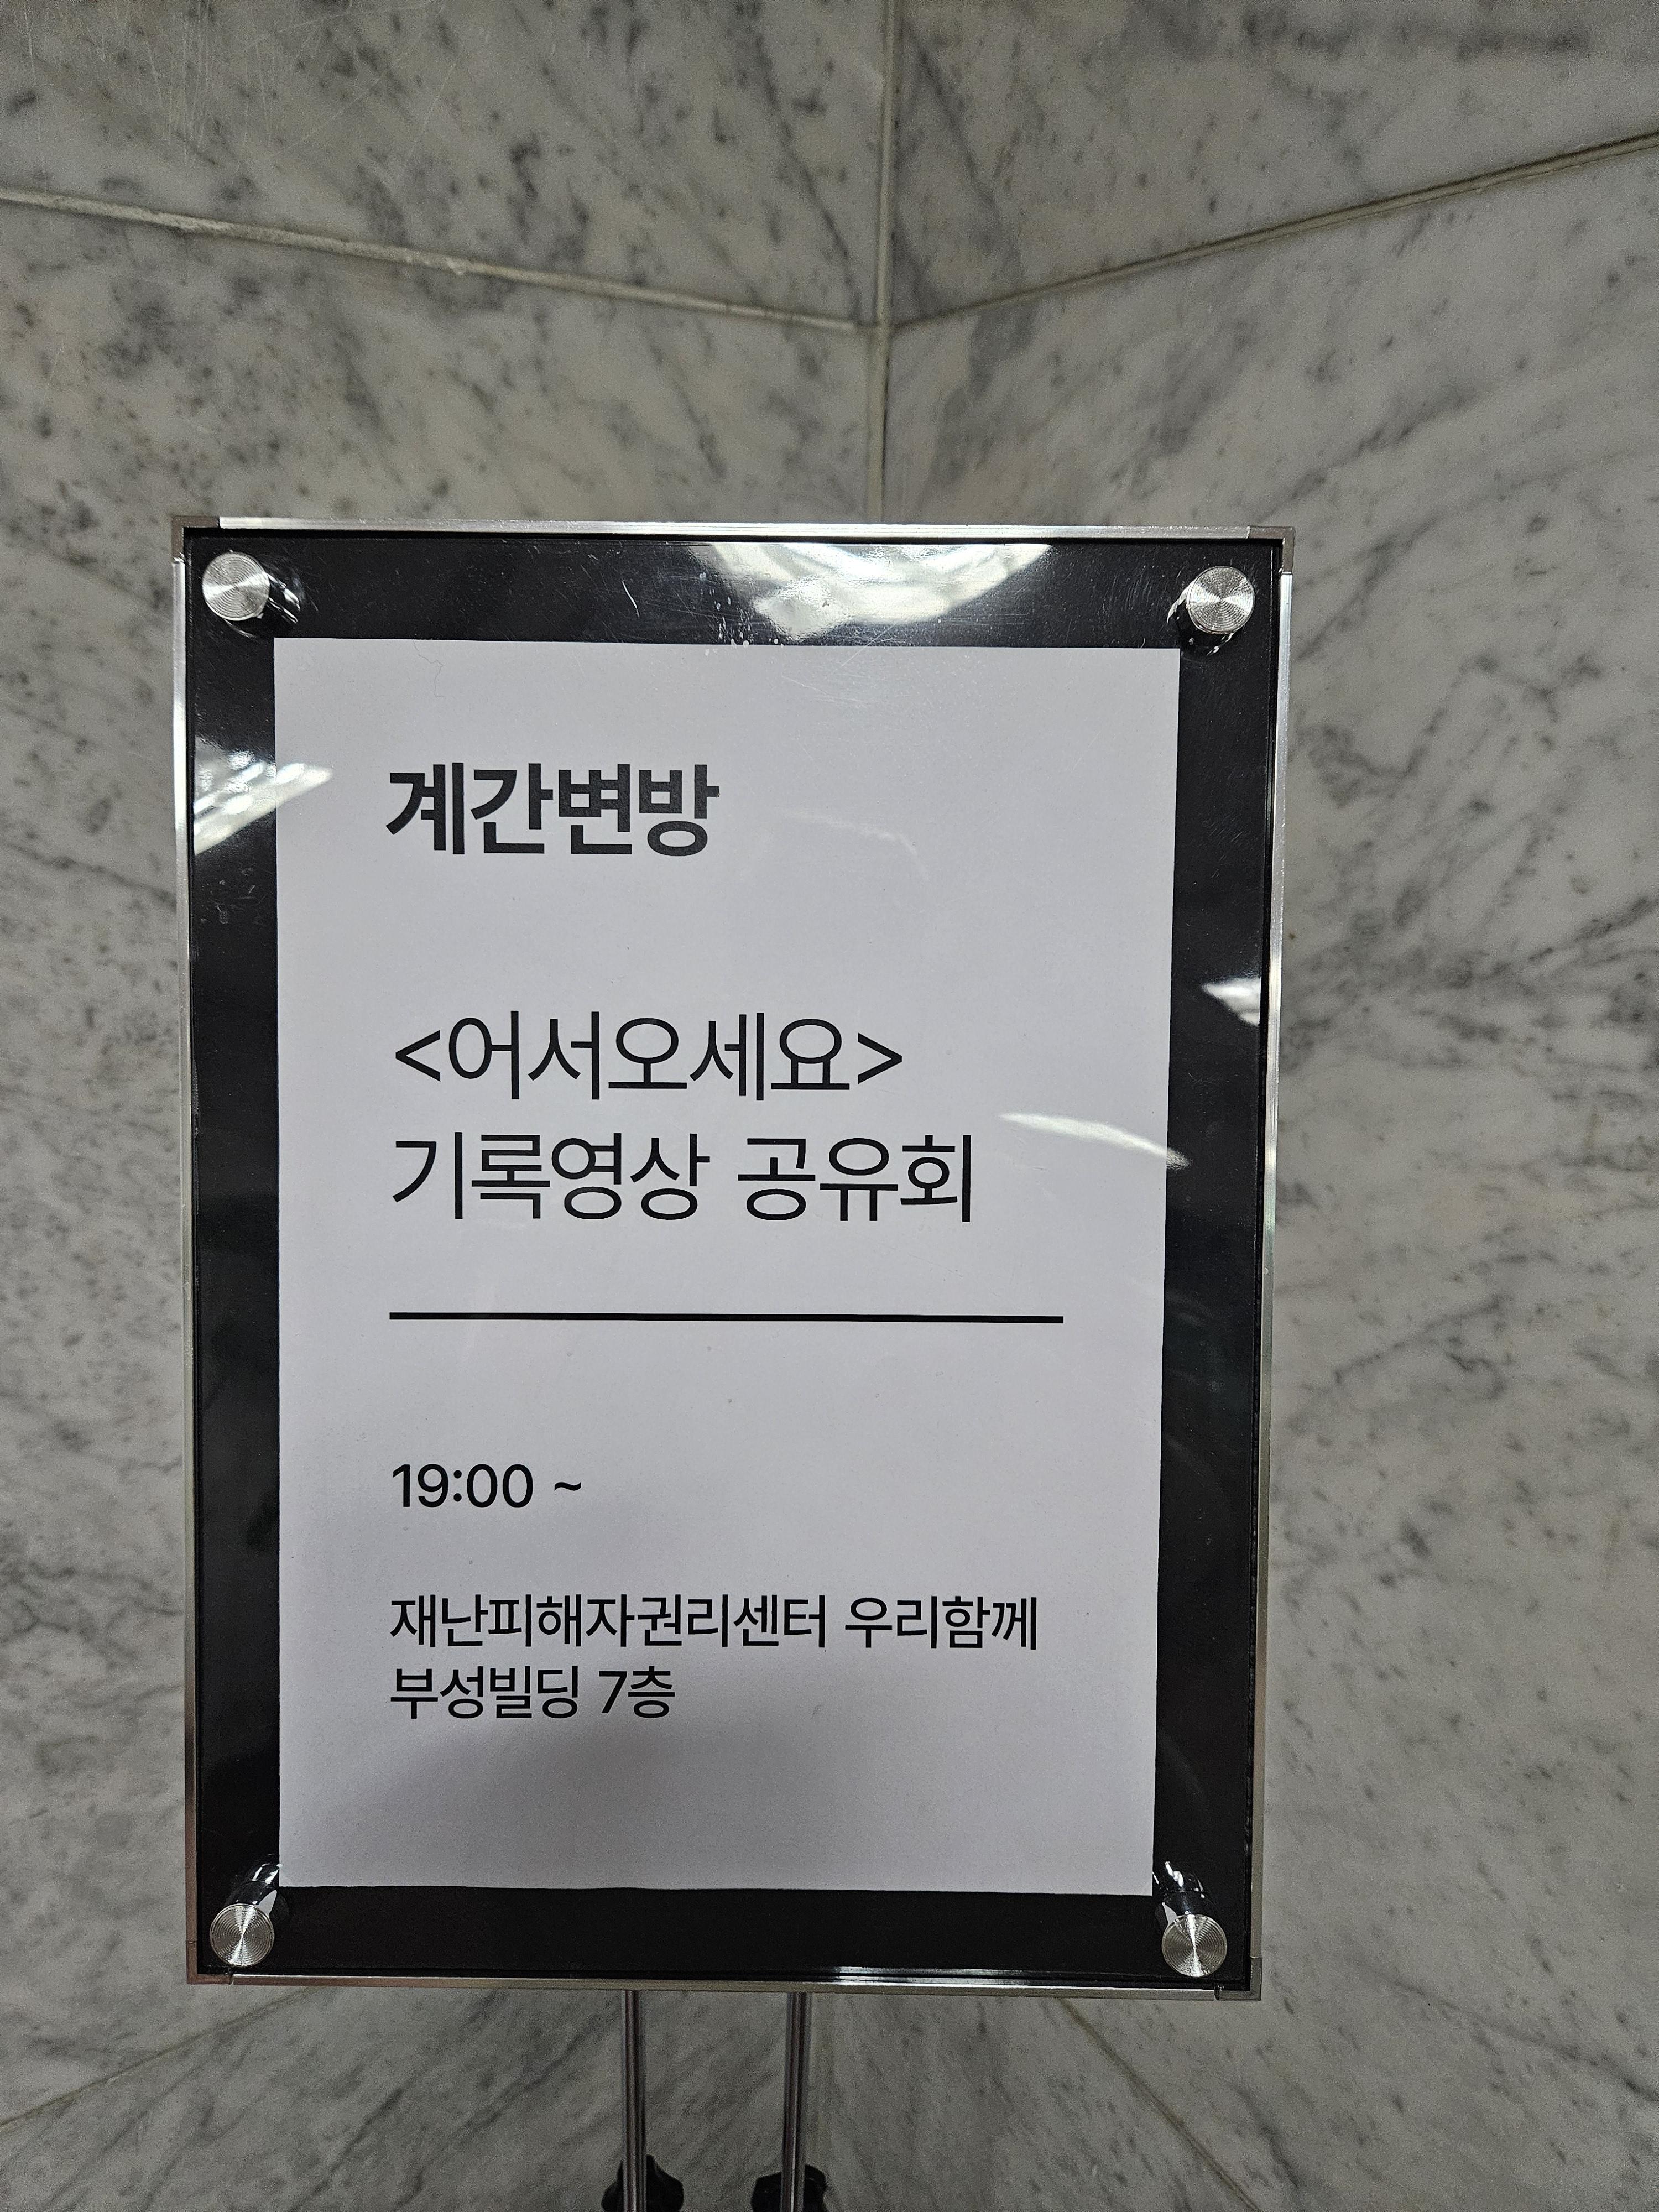 계간변방
<어서오세요>
기록영상 공유회
19:00 ~
재난피해자권리센터 우리함께
부성빌딩 7층